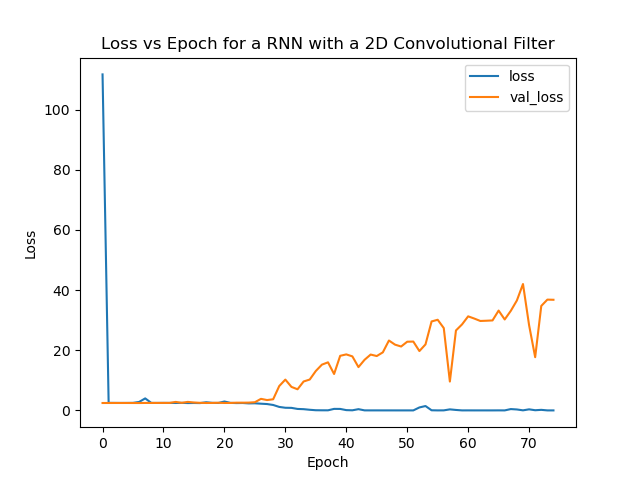 Loss vs Epoch for a RNN with a 2D Convolutional Filter
loss
val_loss
100
80
60
40
20
0
Loss
0 10 20 30 40 50 60 70
Epoch